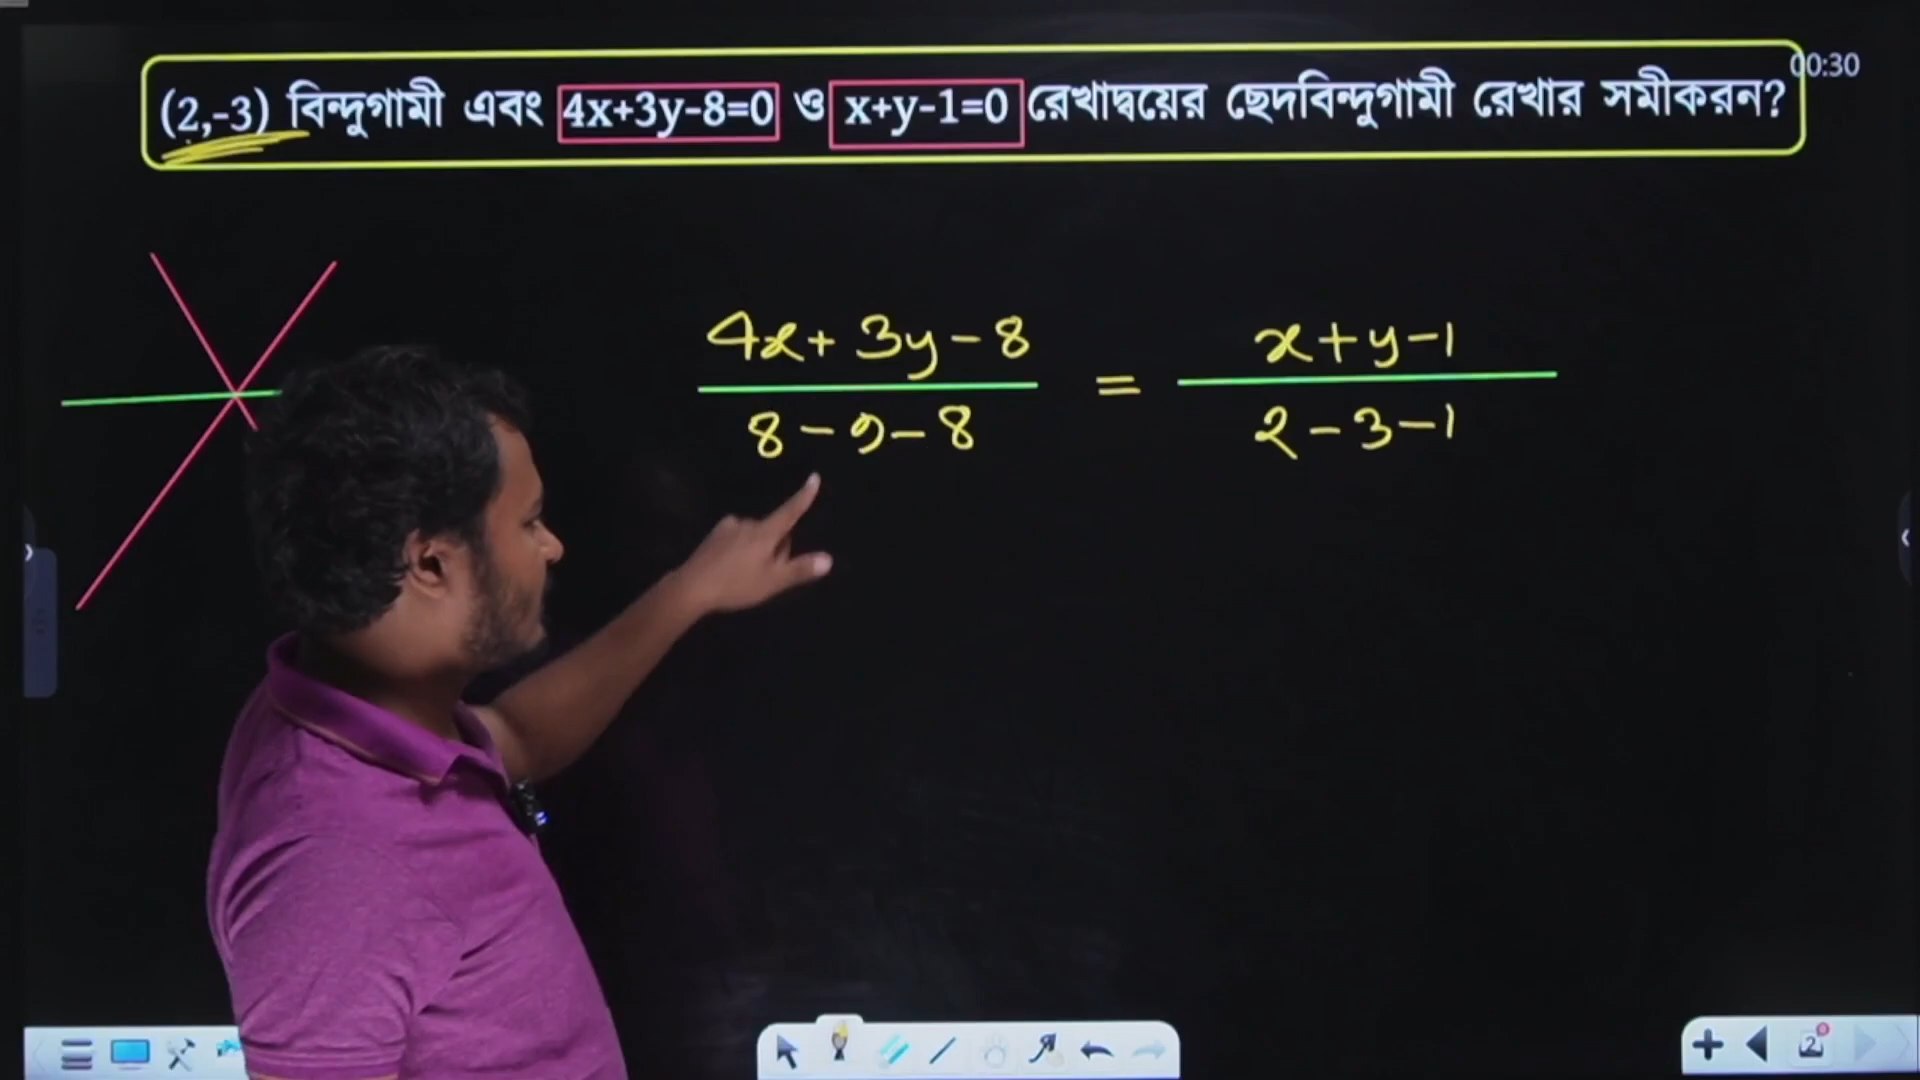 00:30
(2,-3) বিন্দুগামী এবং 4x+3y-8=0 ও x+y-1=0 রেখাদ্বয়ের ছেদবিন্দুগামী রেখার সমীকরন?
4x+3y-8 = x+y-1
8-9-8 2-3-1
2